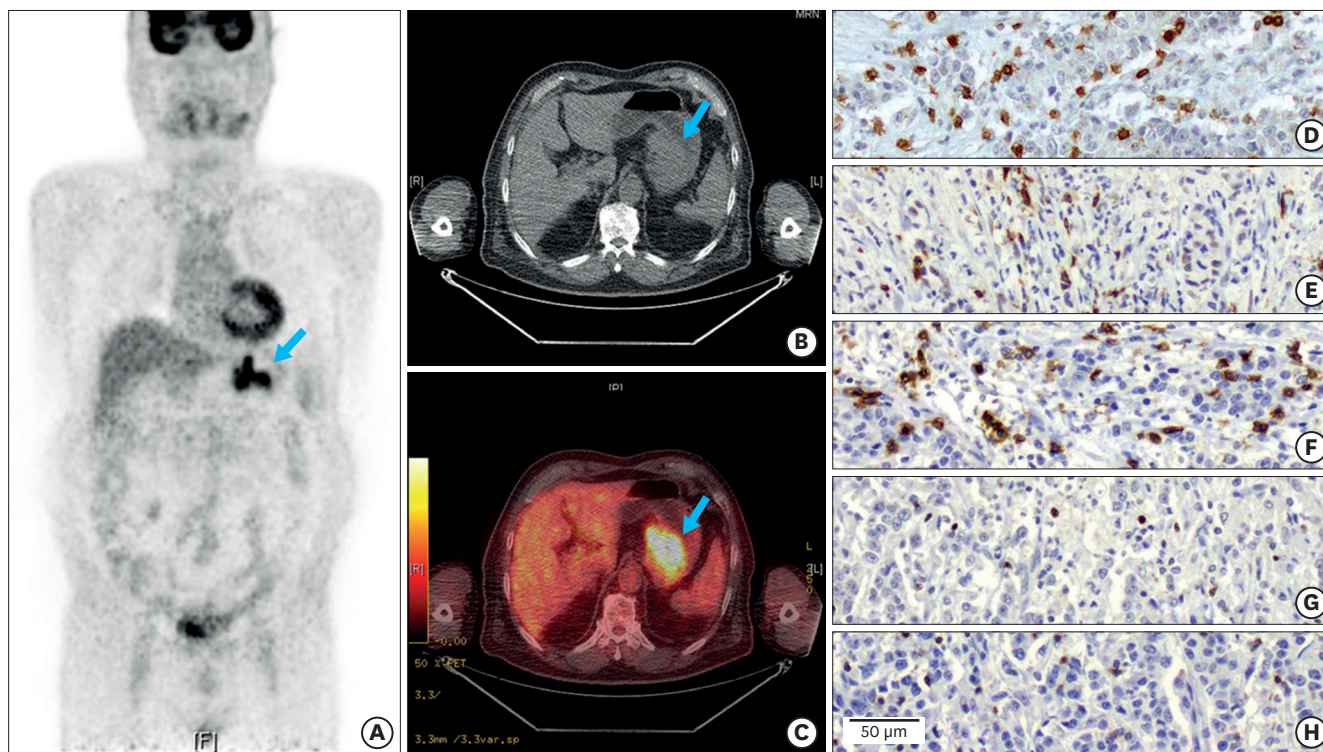 [F]
A
MRN:
[R]
[L]
B
[P]
[R]
L
[L]
-0.00
50 % PET
3.3/
3.3mm /3.3var.sp
C
D
E
F
G
50 μm
H